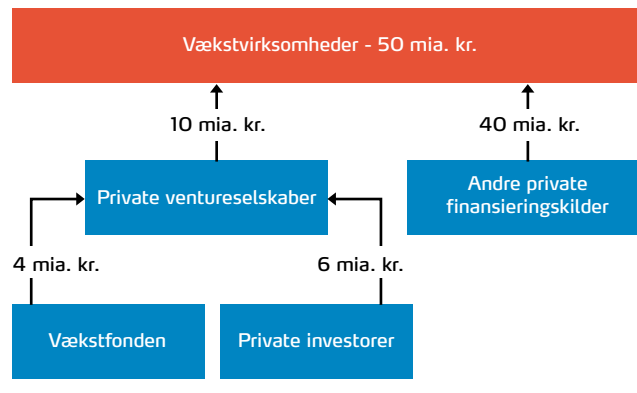 Vækstvirksomheder - 50 mia. kr.
10 mia. kr.
40 mia. kr.
Private ventureselskaber
Andre private
finansieringskilder
4 mia. kr.
6 mia. kr.
Vækstfonden
Private investorer